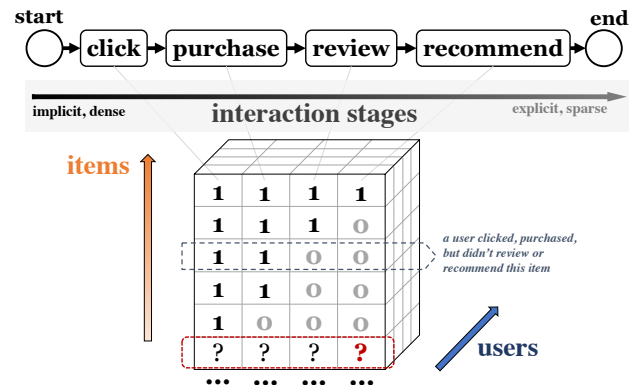 start
end
click
purchase
review
recommend
implicit, dense
interaction stages
explicit, sparse
items
1 1 1 1
1 1 1 0
1 1 0 0
1 1 0 0
1 0 0 0
? ? ? ?
... ... ... ...
a user clicked, purchased,
but didn't review or
recommend this item
users